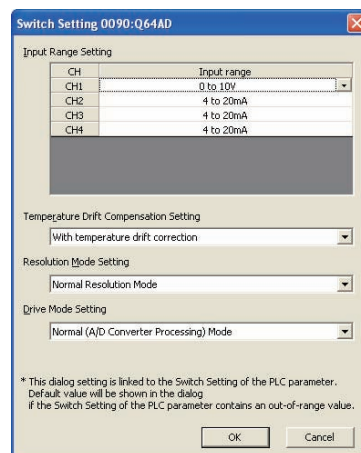 Switch Setting 0090:Q64AD
Input Range Setting
CH Input range
CH1 0 to 10V
CH2 4 to 20mA
CH3 4 to 20mA
CH4 4 to 20mA
Temperature Drift Compensation Setting
With temperature drift correction
Resolution Mode Setting
Normal Resolution Mode
Drive Mode Setting
Normal (A/D Converter Processing) Mode
* This dialog setting is linked to the Switch Setting of the PLC parameter.
Default value will be shown in the dialog
if the Switch Setting of the PLC parameter contains an out-of-range value.
OK Cancel